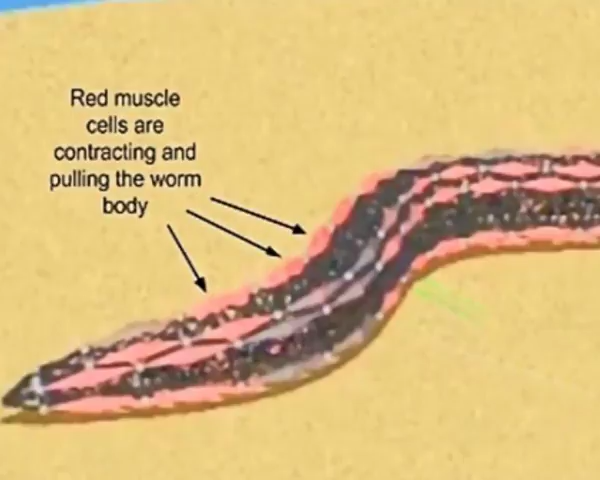 Red muscle
cells are
contracting and
pulling the worm
body